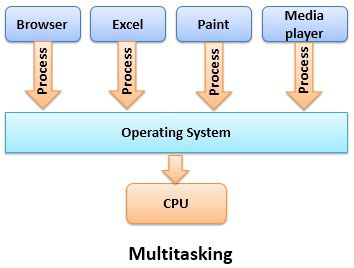 Browser
Excel
Paint
Media
player
Process
Process
Process
Process
Operating System
CPU
Multitasking